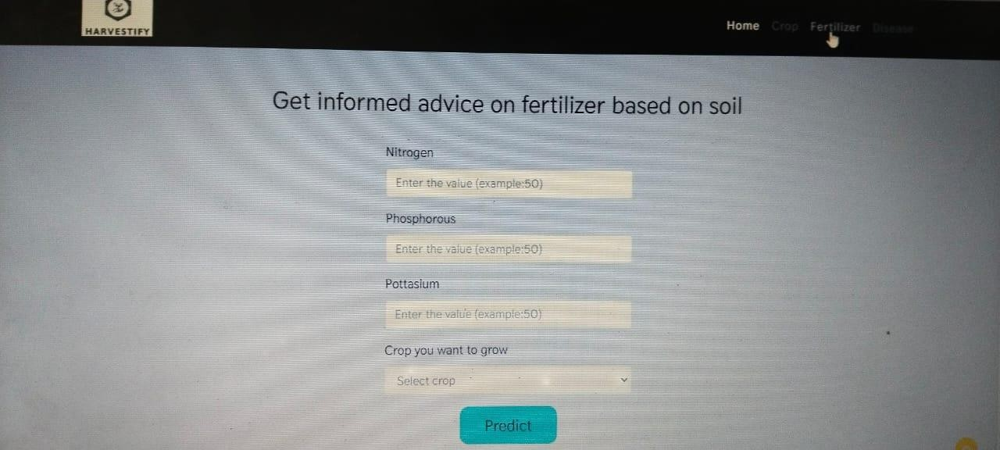 HARVESTIFY
Home Crop Fertilizer Disease
Get informed advice on fertilizer based on soil
Nitrogen
Enter the value (example:50)
Phosphorous
Enter the value (example:50)
Pottasium
Enter the value (example:50)
Crop you want to grow
Select crop
Predict